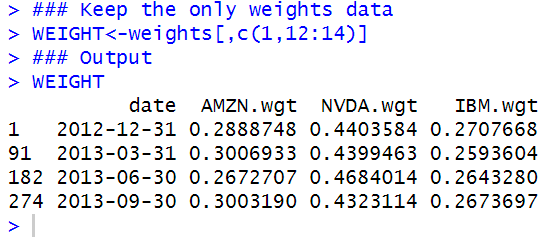 > ### Keep the only weights data
> WEIGHT<-weights[,c(1,12:14)]
> ### Output
> WEIGHT
          date  AMZN.wgt  NVDA.wgt   IBM.wgt
1   2012-12-31 0.2888748 0.4403584 0.2707668
91  2013-03-31 0.3006933 0.4399463 0.2593604
182 2013-06-30 0.2672707 0.4684014 0.2643280
274 2013-09-30 0.3003190 0.4323114 0.2673697
>